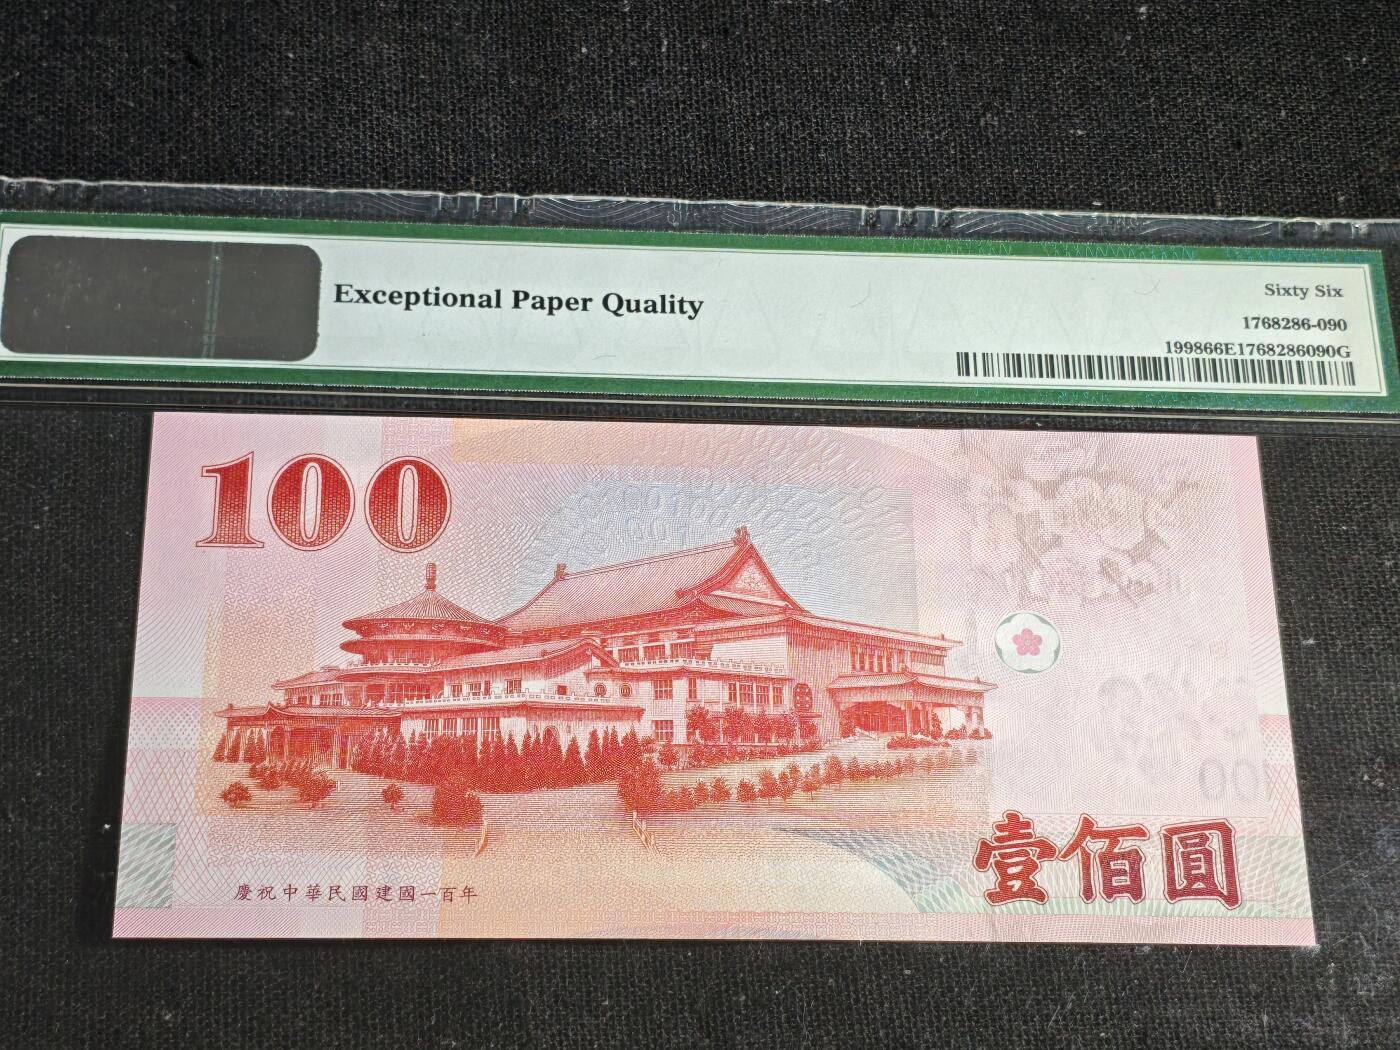 Exceptional Paper Quality
Sixty Six
1768286-090
199866E1768286090G
100
慶祝中華民國建國一百年
壹佰圓